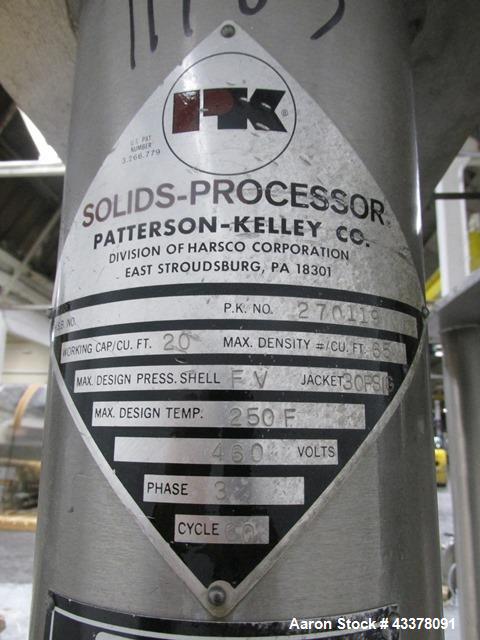 PK ®
U.S. PAT.
NUMBER
3,266,779
SOLIDS-PROCESSOR
PATTERSON-KELLEY CO.
DIVISION OF HARSCO CORPORATION
EAST STROUDSBURG, PA 18301
NO. P.K. NO. 270119
WORKING CAP/CU. FT. 20 MAX. DENSITY #/CU. FT. 65
MAX. DESIGN PRESS. SHELL FV JACKET 30PSIG
MAX. DESIGN TEMP. 250F
460 VOLTS
PHASE 3
CYCLE 60
Aaron Stock # 43378091